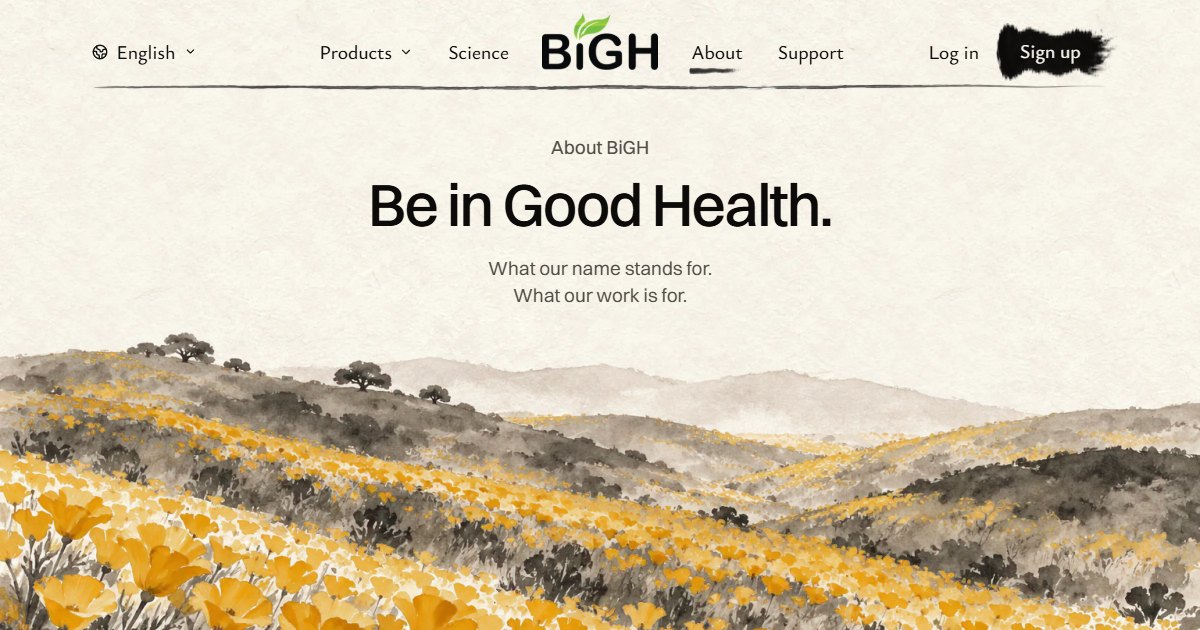 English
Products
Science
BiGH
About
Support
Log in
Sign up
About BiGH
Be in Good Health.
What our name stands for.
What our work is for.